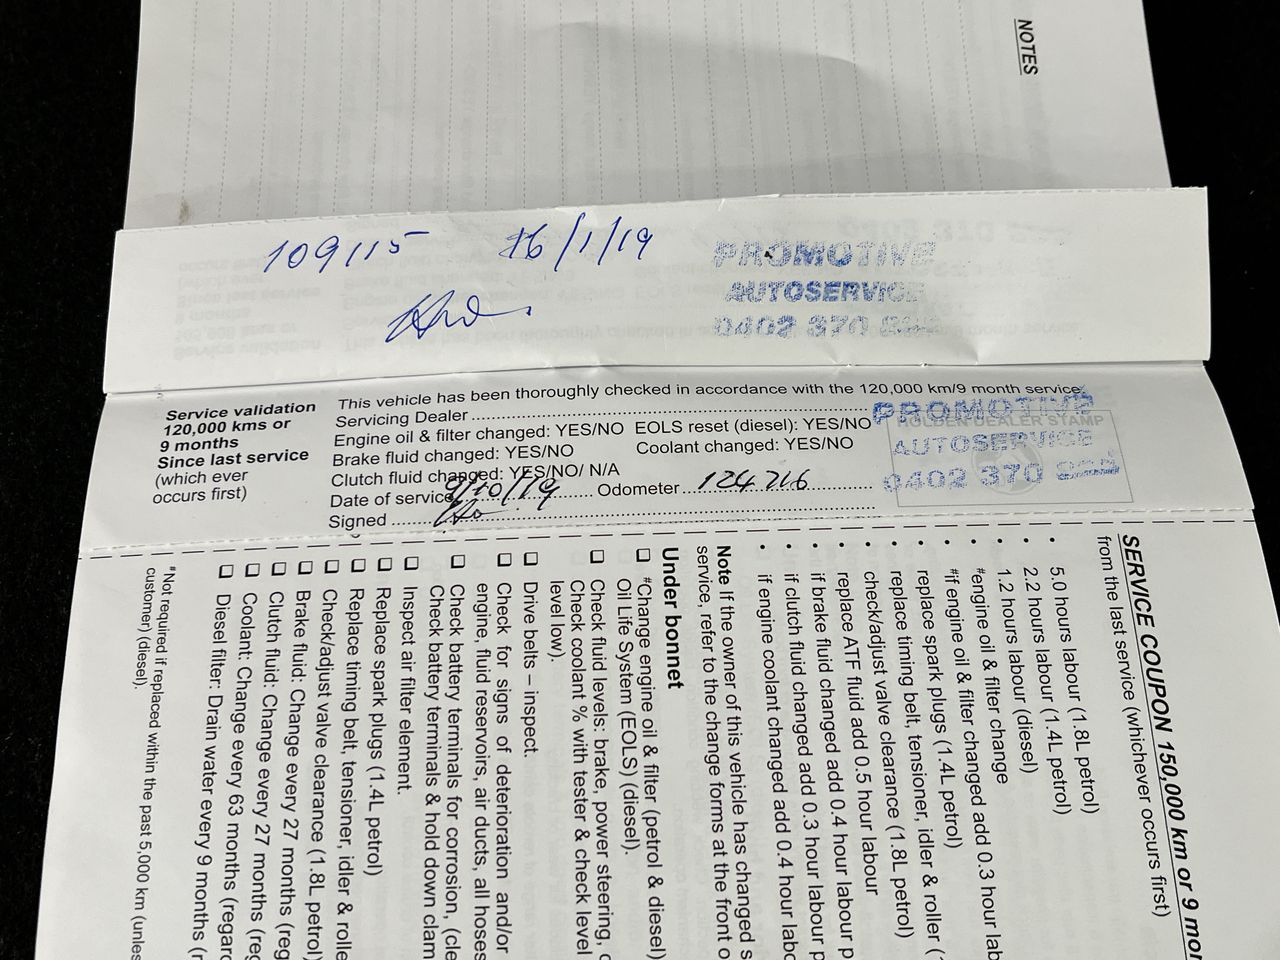 NOTES
109115 16/1/19
PROMOTIVE
AUTOSERVICE
0402 370
Service validation
120,000 kms or
9 months
Since last service
(which ever
occurs first)
This vehicle has been thoroughly checked in accordance with the 120,000 km/9 month service.
Servicing Dealer
Engine oil & filter changed: YES/NO EOLS reset (diesel): YES/NO
Brake fluid changed: YES/NO Coolant changed: YES/NO
Clutch fluid changed: YES/NO/ N/A
Date of service 9/10/19 Odometer 124716
Signed
HOLDEN DEALER STAMP
PROMOTIVE
AUTOSERVICE
0402 370
SERVICE COUPON 150,000 km or 9 mon
from the last service (whichever occurs first)
• 5.0 hours labour (1.8L petrol)
• 2.2 hours labour (1.4L petrol)
• 1.2 hours labour (diesel)
• #engine oil & filter change
• #if engine oil & filter changed add 0.3 hour lab
• replace spark plugs (1.4L petrol)
• replace timing belt, tensioner, idler & roller (
• check/adjust valve clearance (1.8L petrol)
• replace ATF fluid add 0.5 hour labour
• if brake fluid changed add 0.4 hour labour p
• if clutch fluid changed add 0.3 hour labour p
• if engine coolant changed add 0.4 hour labo
Note If the owner of this vehicle has changed s
service, refer to the change forms at the front o
Under bonnet
❑ #Change engine oil & filter (petrol & diesel)
Oil Life System (EOLS) (diesel).
❑ Check fluid levels: brake, power steering, c
Check coolant % with tester & check level
level low).
❑ Drive belts – inspect.
❑ Check for signs of deterioration and/or
engine, fluid reservoirs, air ducts, all hoses
❑ Check battery terminals for corrosion, (cle
Check battery terminals & hold down clam
❑ Inspect air filter element.
❑ Replace spark plugs (1.4L petrol)
❑ Replace timing belt, tensioner, idler & rolle
❑ Check/adjust valve clearance (1.8L petrol)
❑ Brake fluid: Change every 27 months (reg
❑ Clutch fluid: Change every 27 months (reg
❑ Coolant: Change every 63 months (regard
❑ Diesel filter: Drain water every 9 months (r
#Not required if replaced within the past 5,000 km (unles
customer) (diesel).